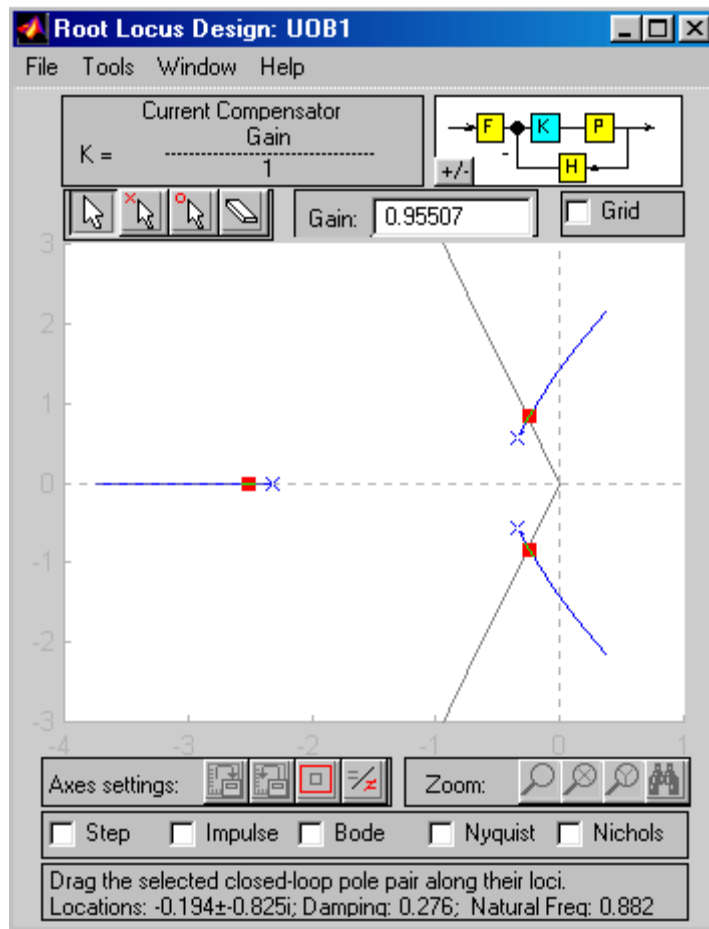 Root Locus Design: UOB1
File Tools Window Help
Current Compensator
Gain
K = ----------------------------
1
F K P
- H
+/-
Gain: 0.95507 Grid
3
2
1
0
-1
-2
-3
-4 -3 -2 -1 0 1
Axes settings: Zoom:
Step Impulse Bode Nyquist Nichols
Drag the selected closed-loop pole pair along their loci.
Locations: -0.194±-0.825i; Damping: 0.276; Natural Freq: 0.882